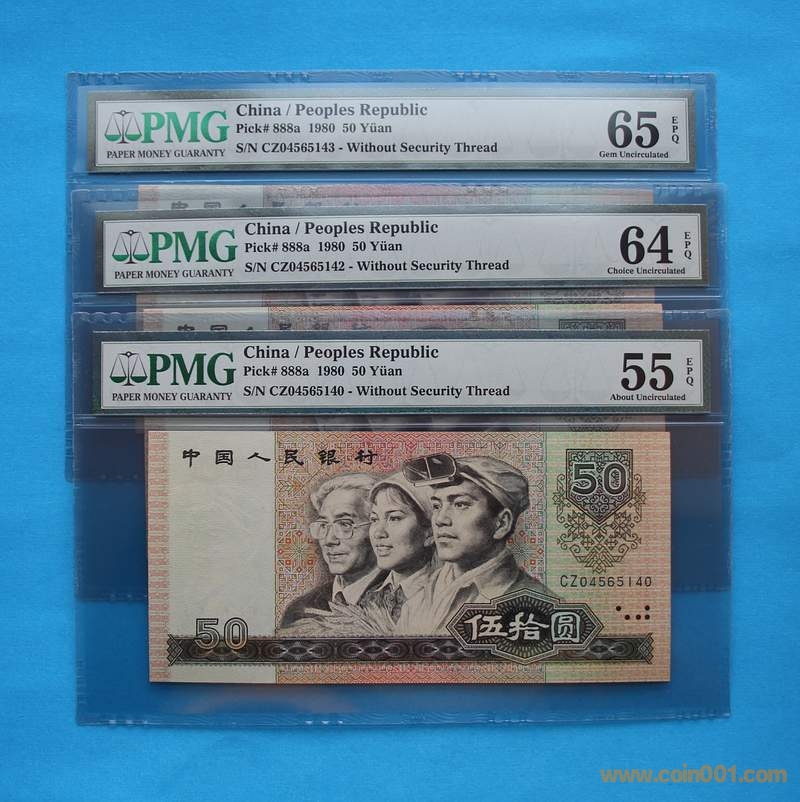 PMG
PAPER MONEY GUARANTY
China / Peoples Republic
Pick# 888a 1980 50 Yüan
S/N CZ04565143 - Without Security Thread
65 EPQ
Gem Uncirculated
PMG
PAPER MONEY GUARANTY
China / Peoples Republic
Pick# 888a 1980 50 Yüan
S/N CZ04565142 - Without Security Thread
64 EPQ
Choice Uncirculated
PMG
PAPER MONEY GUARANTY
China / Peoples Republic
Pick# 888a 1980 50 Yüan
S/N CZ04565140 - Without Security Thread
55 EPQ
About Uncirculated
中国人民银行
50
CZ04565140
50
伍拾圆
www.coin001.com